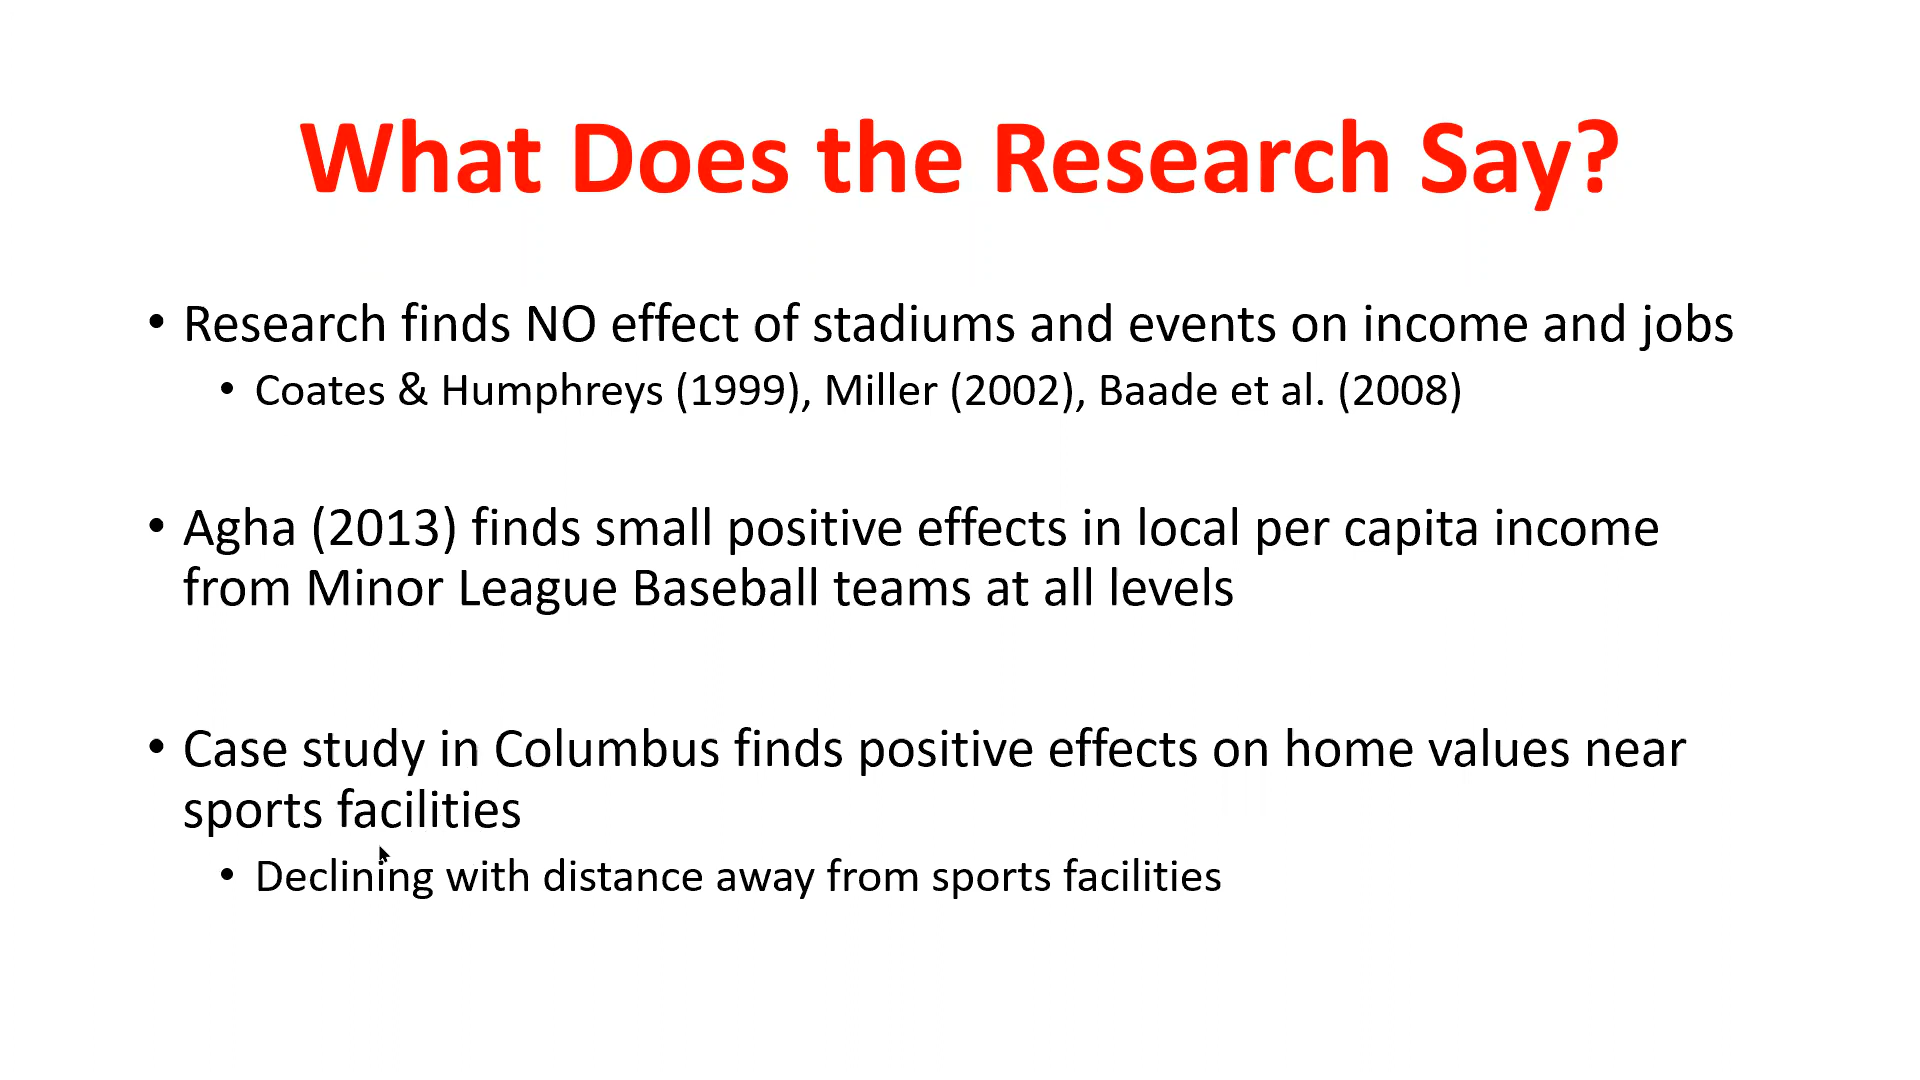 What Does the Research Say?
• Research finds NO effect of stadiums and events on income and jobs
• Coates & Humphreys (1999), Miller (2002), Baade et al. (2008)
• Agha (2013) finds small positive effects in local per capita income
from Minor League Baseball teams at all levels
• Case study in Columbus finds positive effects on home values near
sports facilities
• Declining with distance away from sports facilities